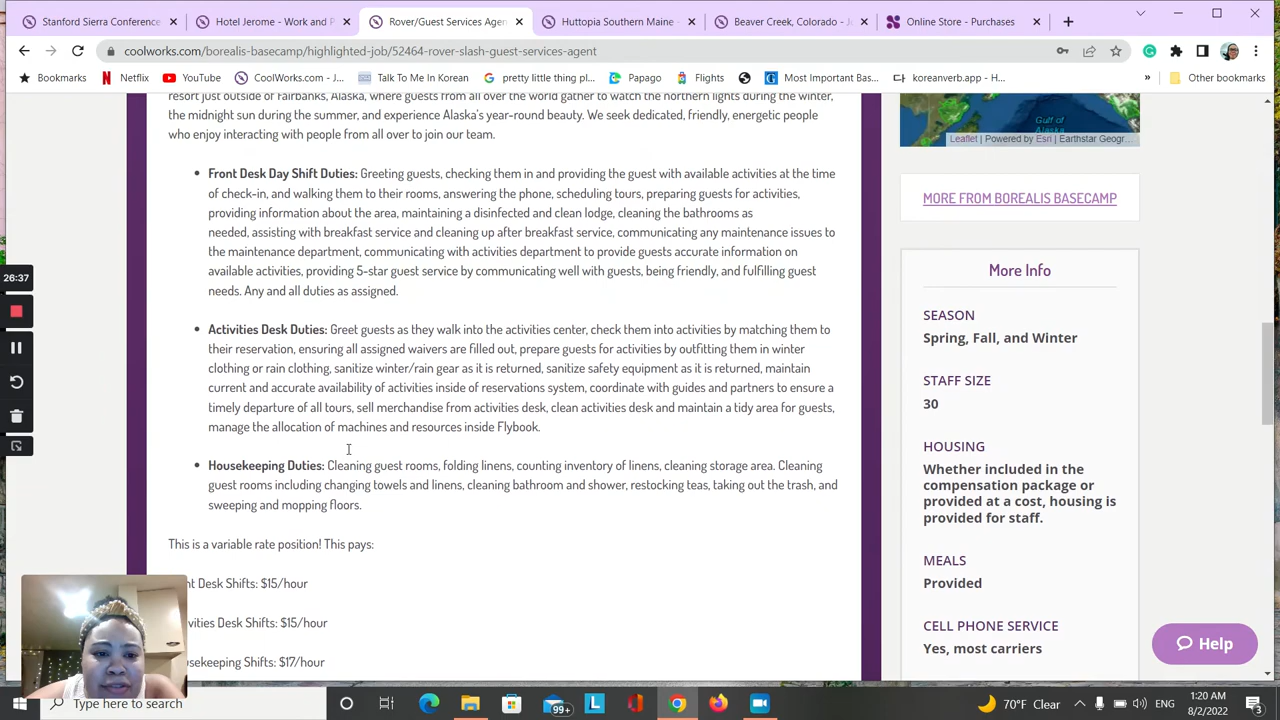 Stanford Sierra Conference
Hotel Jerome - Work and P
Rover/Guest Services Agen
Huttopia Southern Maine -
Beaver Creek, Colorado - Jo
Online Store - Purchases
coolworks.com/borealis-basecamp/highlighted-job/52464-rover-slash-guest-services-agent
Bookmarks Netflix YouTube CoolWorks.com - J... Talk To Me In Korean pretty little thing pl... Papago Flights Most Important Bas... koreanverb.app - H... » Other bookmarks
resort just outside of Fairbanks, Alaska, where guests from all over the world gather to watch the northern lights during the winter,
the midnight sun during the summer, and experience Alaska's year-round beauty. We seek dedicated, friendly, energetic people
who enjoy interacting with people from all over to join our team.
• Front Desk Day Shift Duties: Greeting guests, checking them in and providing the guest with available activities at the time
of check-in, and walking them to their rooms, answering the phone, scheduling tours, preparing guests for activities,
providing information about the area, maintaining a disinfected and clean lodge, cleaning the bathrooms as
needed, assisting with breakfast service and cleaning up after breakfast service, communicating any maintenance issues to
the maintenance department, communicating with activities department to provide guests accurate information on
available activities, providing 5-star guest service by communicating well with guests, being friendly, and fulfilling guest
needs. Any and all duties as assigned.
• Activities Desk Duties: Greet guests as they walk into the activities center, check them into activities by matching them to
their reservation, ensuring all assigned waivers are filled out, prepare guests for activities by outfitting them in winter
clothing or rain clothing, sanitize winter/rain gear as it is returned, sanitize safety equipment as it is returned, maintain
current and accurate availability of activities inside of reservations system, coordinate with guides and partners to ensure a
timely departure of all tours, sell merchandise from activities desk, clean activities desk and maintain a tidy area for guests,
manage the allocation of machines and resources inside Flybook.
• Housekeeping Duties: Cleaning guest rooms, folding linens, counting inventory of linens, cleaning storage area. Cleaning
guest rooms including changing towels and linens, cleaning bathroom and shower, restocking teas, taking out the trash, and
sweeping and mopping floors.
This is a variable rate position! This pays:
nt Desk Shifts: $15/hour
ivities Desk Shifts: $15/hour
sekeeping Shifts: $17/hour
Gulf of
Alaska
Leaflet | Powered by Esri | Earthstar Geogr...
MORE FROM BOREALIS BASECAMP
More Info
SEASON
Spring, Fall, and Winter
STAFF SIZE
30
HOUSING
Whether included in the
compensation package or
provided at a cost, housing is
provided for staff.
MEALS
Provided
CELL PHONE SERVICE
Yes, most carriers
Help
26:37
Type here to search
99+
70°F Clear
ENG
1:20 AM
8/2/2022
3